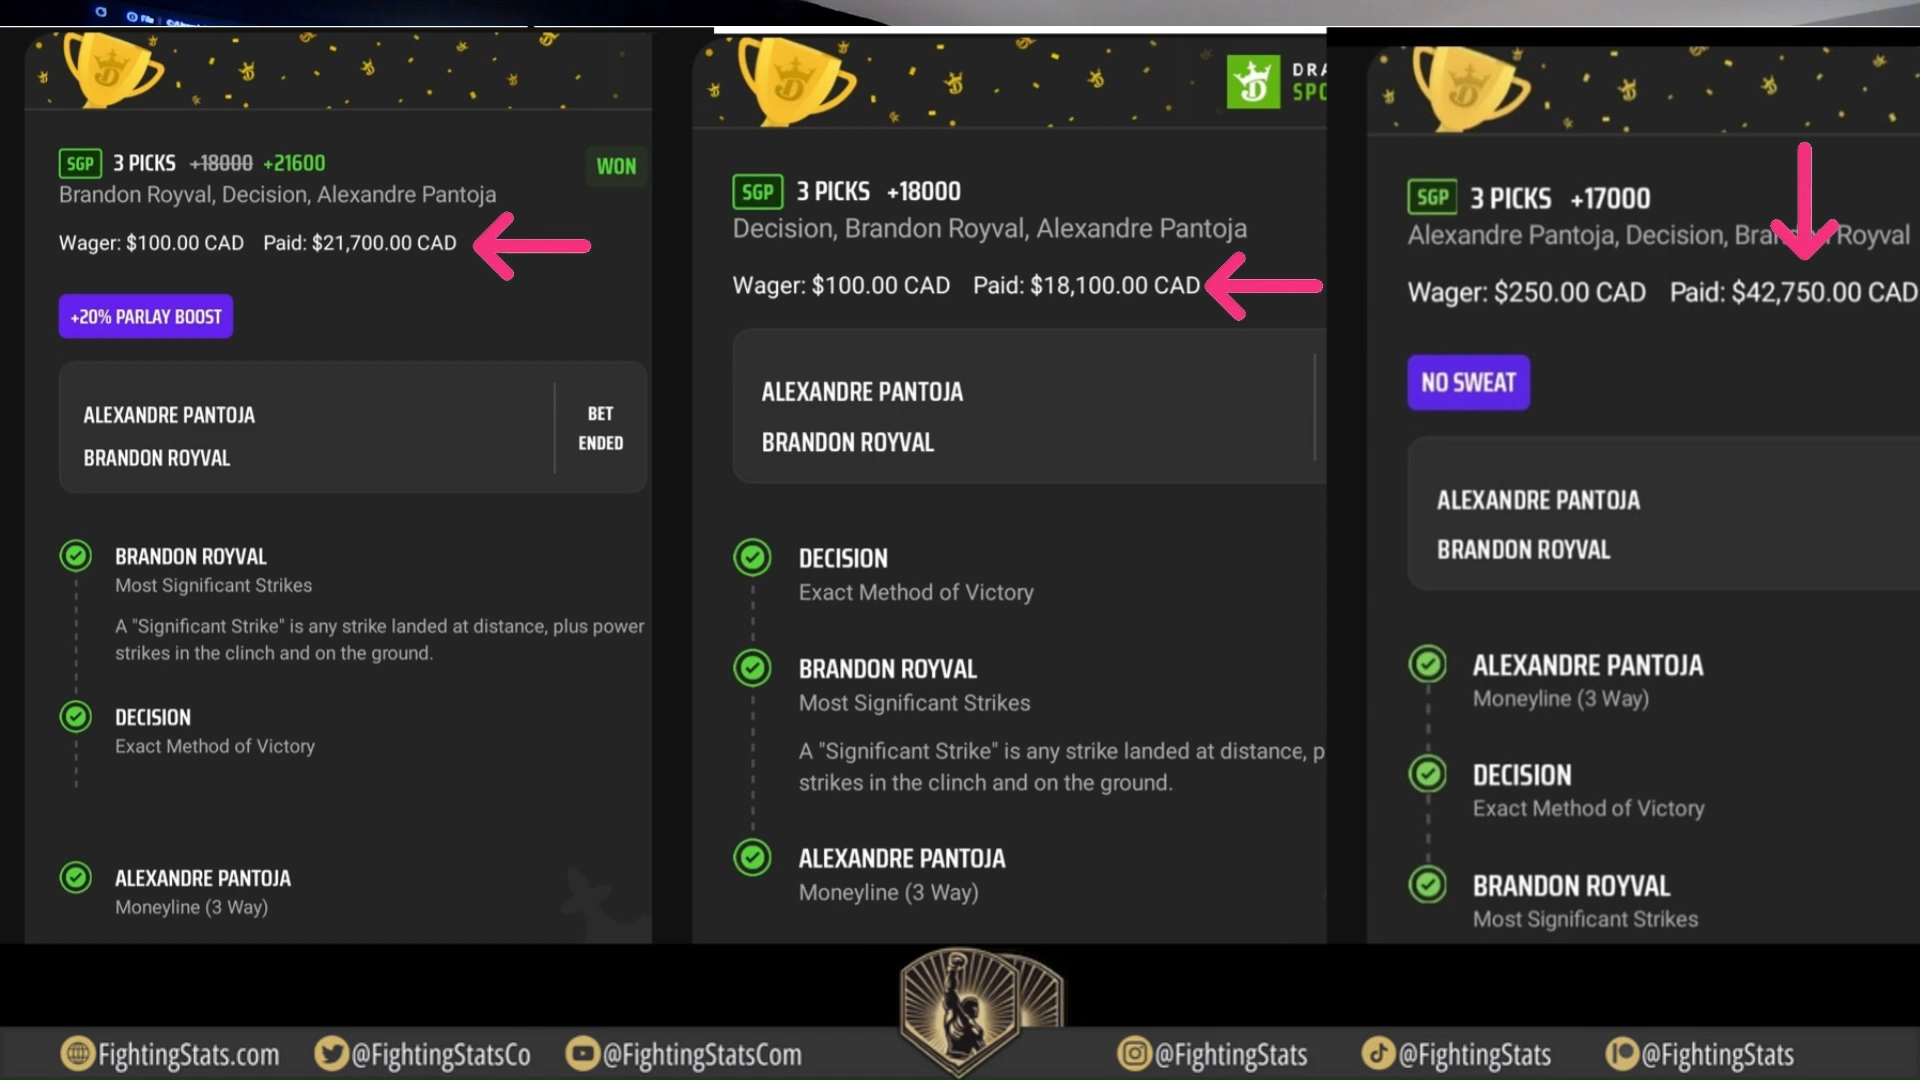 File
SGP 3 PICKS +18000 +21600
WON
Brandon Royval, Decision, Alexandre Pantoja
Wager: $100.00 CAD Paid: $21,700.00 CAD
+20% PARLAY BOOST
ALEXANDRE PANTOJA
BRANDON ROYVAL
BET
ENDED
BRANDON ROYVAL
Most Significant Strikes
A "Significant Strike" is any strike landed at distance, plus power
strikes in the clinch and on the ground.
DECISION
Exact Method of Victory
ALEXANDRE PANTOJA
Moneyline (3 Way)
DRA
SPO
SGP 3 PICKS +18000
Decision, Brandon Royval, Alexandre Pantoja
Wager: $100.00 CAD Paid: $18,100.00 CAD
ALEXANDRE PANTOJA
BRANDON ROYVAL
DECISION
Exact Method of Victory
BRANDON ROYVAL
Most Significant Strikes
A "Significant Strike" is any strike landed at distance, p
strikes in the clinch and on the ground.
ALEXANDRE PANTOJA
Moneyline (3 Way)
SGP 3 PICKS +17000
Alexandre Pantoja, Decision, Brandon Royval
Wager: $250.00 CAD Paid: $42,750.00 CAD
NO SWEAT
ALEXANDRE PANTOJA
BRANDON ROYVAL
ALEXANDRE PANTOJA
Moneyline (3 Way)
DECISION
Exact Method of Victory
BRANDON ROYVAL
Most Significant Strikes
FightingStats.com @FightingStatsCo @FightingStatsCom @FightingStats @FightingStats @FightingStats